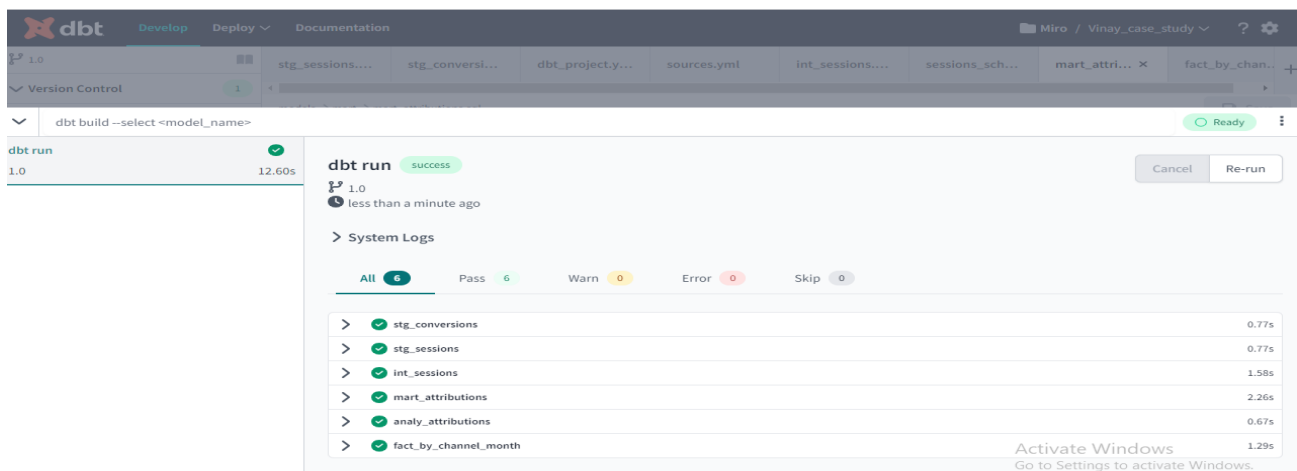 dbt Develop Deploy Documentation Miro / Vinay_case_study ?
1.0
stg_sessions.... stg_conversi... dbt_project.y... sources.yml int_sessions.... sessions_sch... mart_attri... × fact_by_chan.. +
Version Control 1
dbt build --select <model_name> Ready
dbt run
1.0 12.60s
dbt run success
Cancel Re-run
1.0
less than a minute ago
System Logs
All 6 Pass 6 Warn 0 Error 0 Skip 0
stg_conversions 0.77s
stg_sessions 0.77s
int_sessions 1.58s
mart_attributions 2.26s
analy_attributions 0.67s
fact_by_channel_month 1.29s
Activate Windows
Go to Settings to activate Windows.